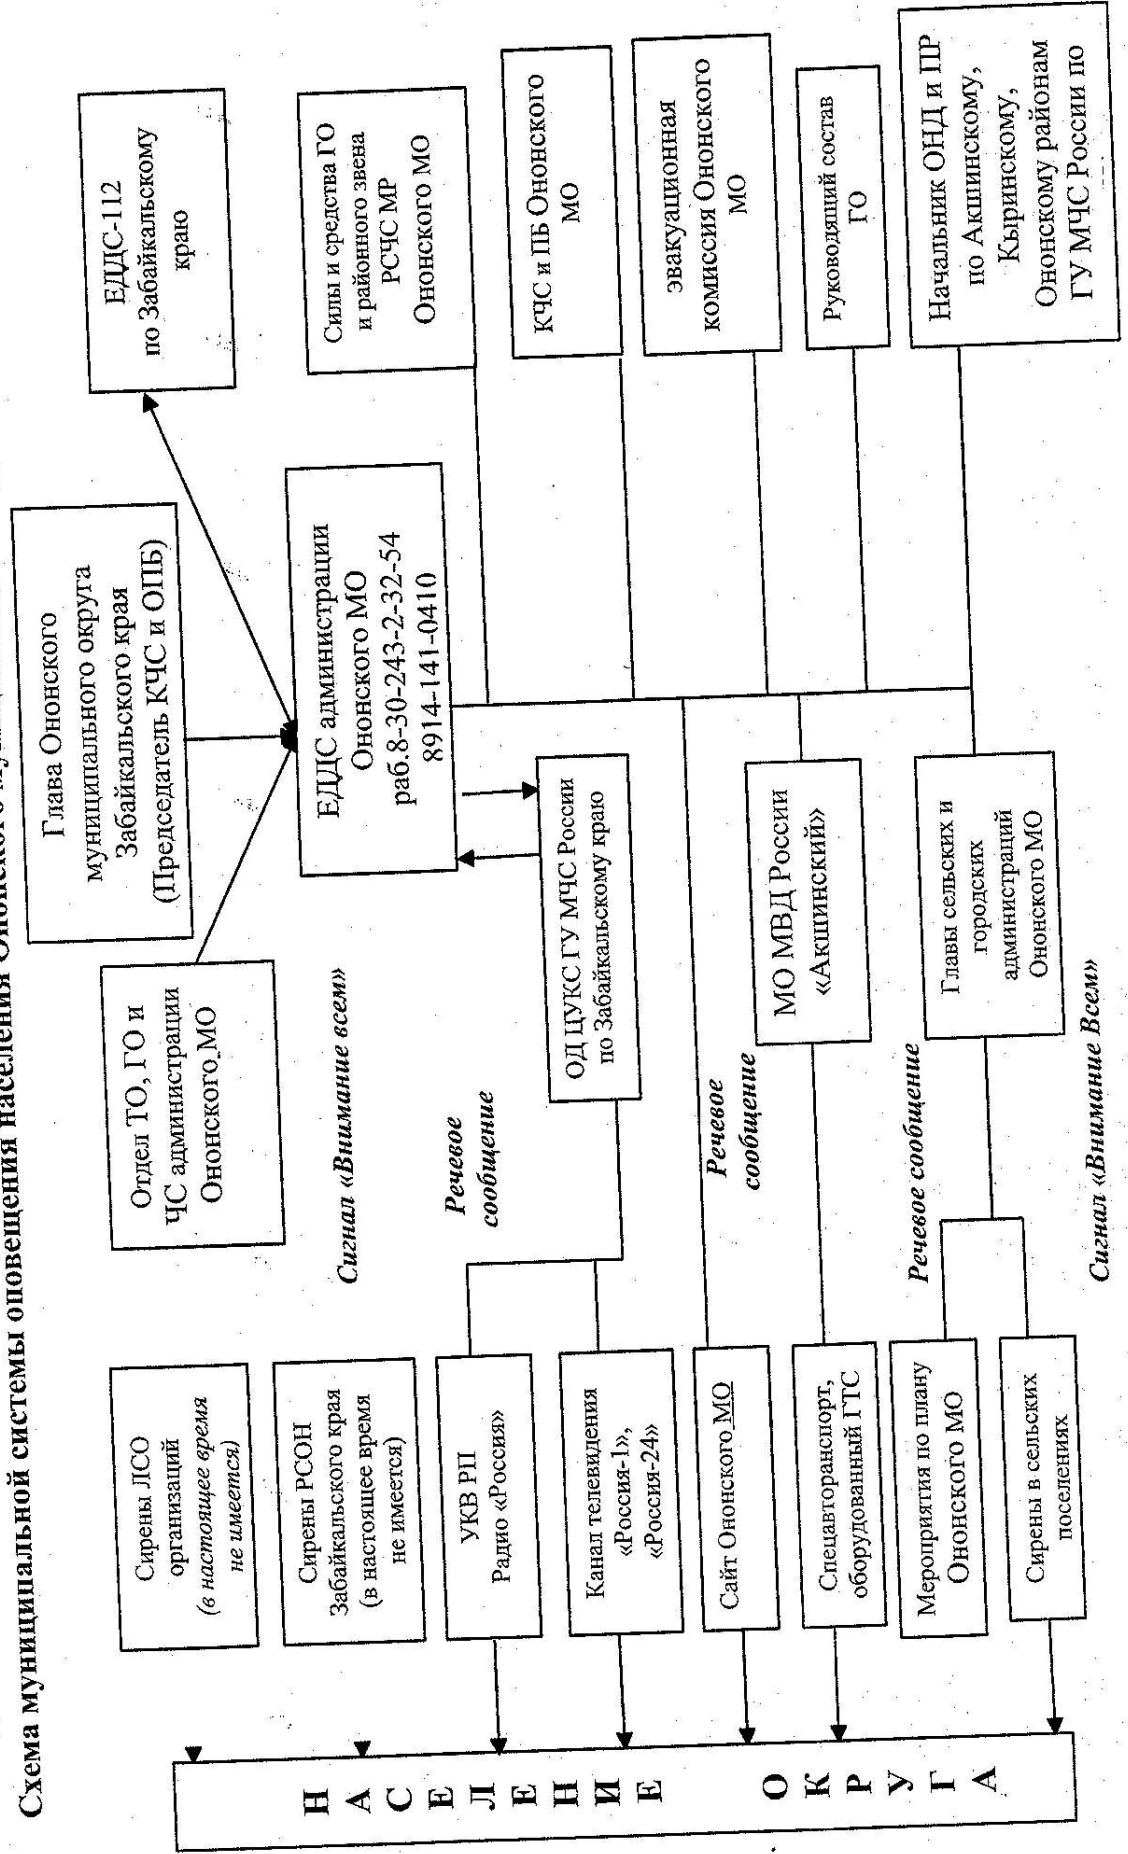 Схема муниципальной системы оповещения населения Ононского
Глава Ононского
муниципального округа
Забайкальского края
(Председатель КЧС и ОПБ)
ЕДДС-112
по Забайкальскому
краю
Отдел ТО, ГО и
ЧС администрации
Ононского МО
ЕДДС администрации
Ононского МО
раб.8-30-243-2-32-54
8914-141-0410
Силы и средства ГО
и районного звена
РСЧС МР
Ононского МО
КЧС и ПБ Ононского
МО
эвакуационная
комиссия Ононского
МО
Руководящий состав
ГО
Начальник ОНД и ПР
по Акшинскому,
Кыринскому,
Ононскому районам
ГУ МЧС России по
Сигнал «Внимание всем»
Речевое
сообщение
ОД ЦУКС ГУ МЧС России
по Забайкальскому краю
Речевое
сообщение
МО МВД России
«Акшинский»
Речевое сообщение
Главы сельских и
городских
администраций
Ононского МО
Сигнал «Внимание Всем»
Сирены ЛСО
организаций
(в настоящее время
не имеется)
Сирены РСОН
Забайкальского края
(в настоящее время
не имеется)
УКВ РП
Радио «Россия»
Канал телевидения
«Россия-1»,
«Россия-24»
Сайт Ононского МО
Спецавторанспорт,
оборудованный ГТС
Мероприятия по плану
Ононского МО
Сирены в сельских
поселениях
НАСЕЛЕНИЕ ОКРУГА